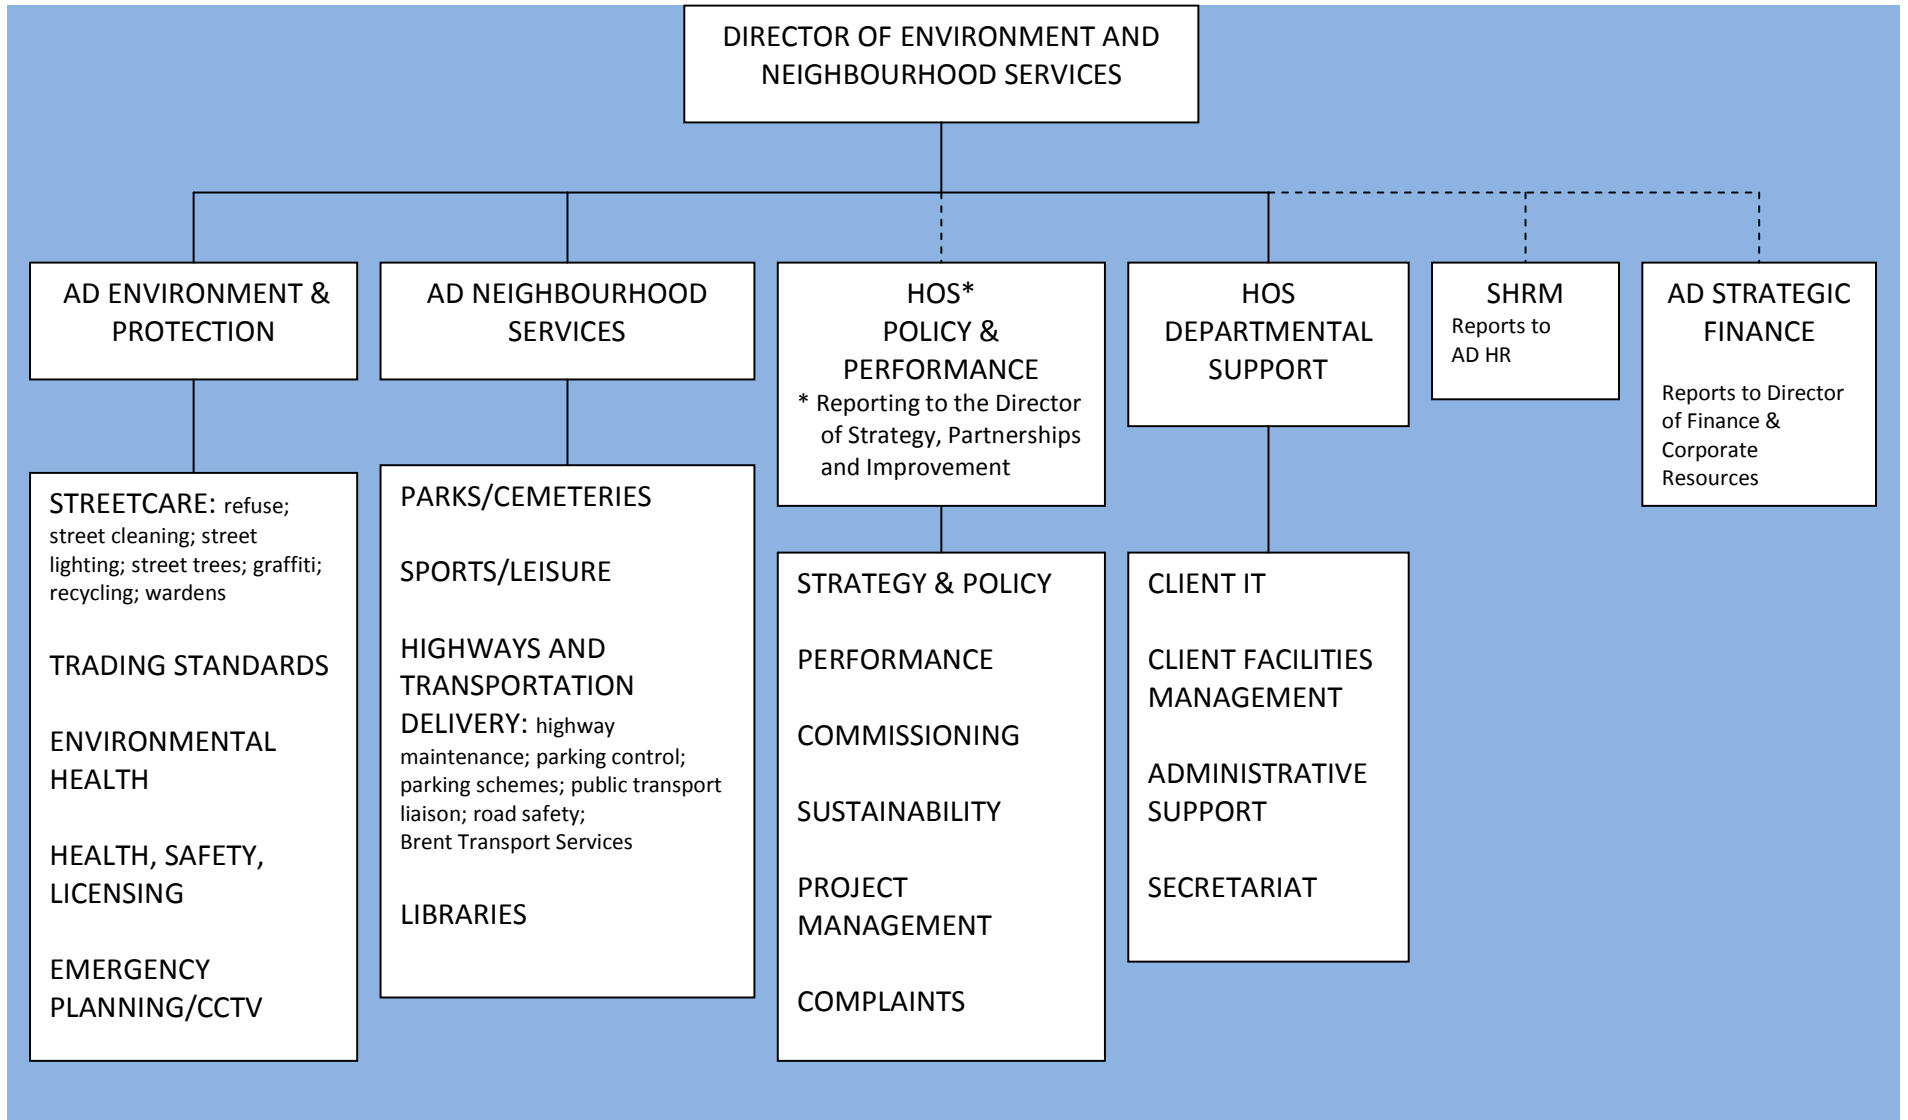 DIRECTOR OF ENVIRONMENT AND
NEIGHBOURHOOD SERVICES
AD ENVIRONMENT &
PROTECTION
STREETCARE: refuse;
street cleaning; street
lighting; street trees; graffiti;
recycling; wardens
TRADING STANDARDS
ENVIRONMENTAL
HEALTH
HEALTH, SAFETY,
LICENSING
EMERGENCY
PLANNING/CCTV
AD NEIGHBOURHOOD
SERVICES
PARKS/CEMETERIES
SPORTS/LEISURE
HIGHWAYS AND
TRANSPORTATION
DELIVERY: highway
maintenance; parking control;
parking schemes; public transport
liaison; road safety;
Brent Transport Services
LIBRARIES
HOS*
POLICY &
PERFORMANCE
* Reporting to the Director
of Strategy, Partnerships
and Improvement
STRATEGY & POLICY
PERFORMANCE
COMMISSIONING
SUSTAINABILITY
PROJECT
MANAGEMENT
COMPLAINTS
HOS
DEPARTMENTAL
SUPPORT
CLIENT IT
CLIENT FACILITIES
MANAGEMENT
ADMINISTRATIVE
SUPPORT
SECRETARIAT
SHRM
Reports to
AD HR
AD STRATEGIC
FINANCE
Reports to Director
of Finance &
Corporate
Resources